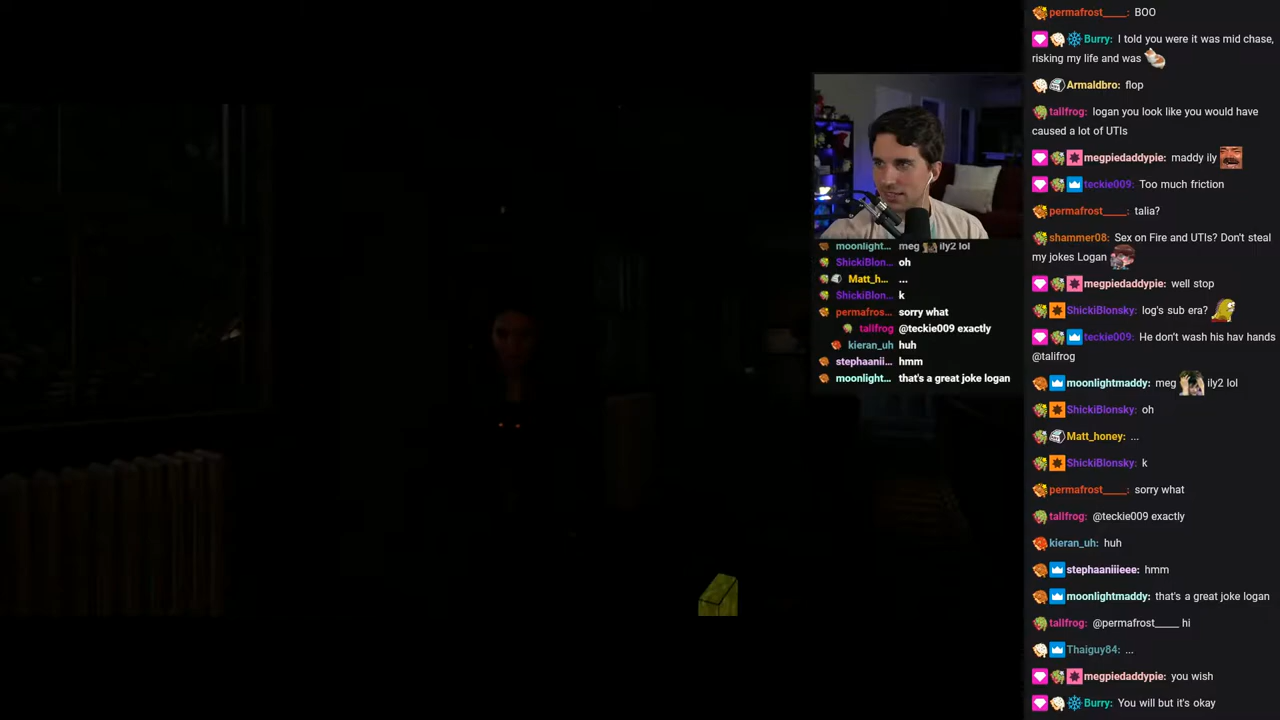 moonlight... meg ily2 lol
ShickiBlon... oh
Matt_h... ...
ShickiBlon... k
permafros... sorry what
tallfrog @teckie009 exactly
kieran_uh huh
stephaanii... hmm
moonlight... that's a great joke logan
permafrost_____: BOO
Burry: I told you were it was mid chase,
risking my life and was
Armaldbro: flop
tallfrog: logan you look like you would have
caused a lot of UTIs
megpiedaddypie: maddy ily
teckie009: Too much friction
permafrost_____: talia?
shammer08: Sex on Fire and UTIs? Don't steal
my jokes Logan
megpiedaddypie: well stop
ShickiBlonsky: log's sub era?
teckie009: He don't wash his hav hands
@talifrog
moonlightmaddy: meg ily2 lol
ShickiBlonsky: oh
Matt_honey: ...
ShickiBlonsky: k
permafrost_____: sorry what
tallfrog: @teckie009 exactly
kieran_uh: huh
stephaaniiieee: hmm
moonlightmaddy: that's a great joke logan
tallfrog: @permafrost_____ hi
Thaiguy84: ...
megpiedaddypie: you wish
Burry: You will but it's okay